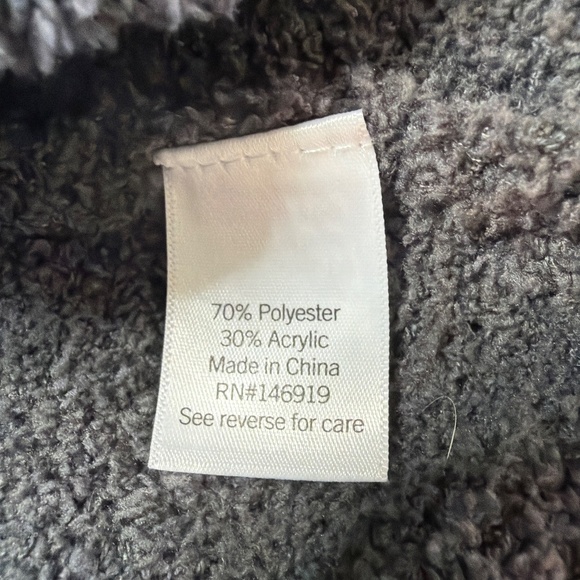 70% Polyester
30% Acrylic
Made in China
RN#146919
See reverse for care